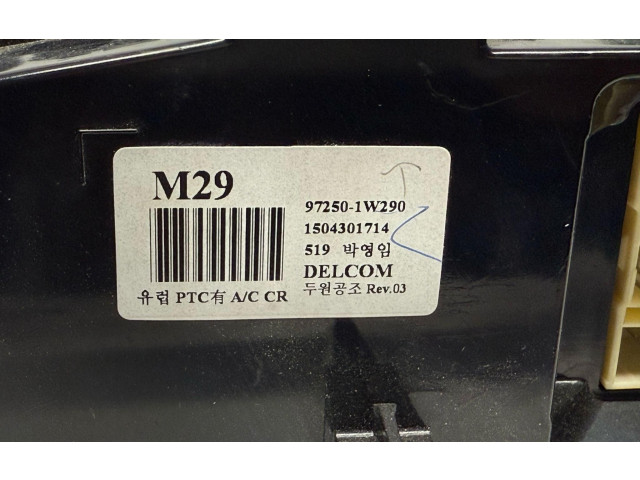 M29
97250-1W290
1504301714
519 박영임
DELCOM
유럽 PTC有 A/C CR
두원공조 Rev.03